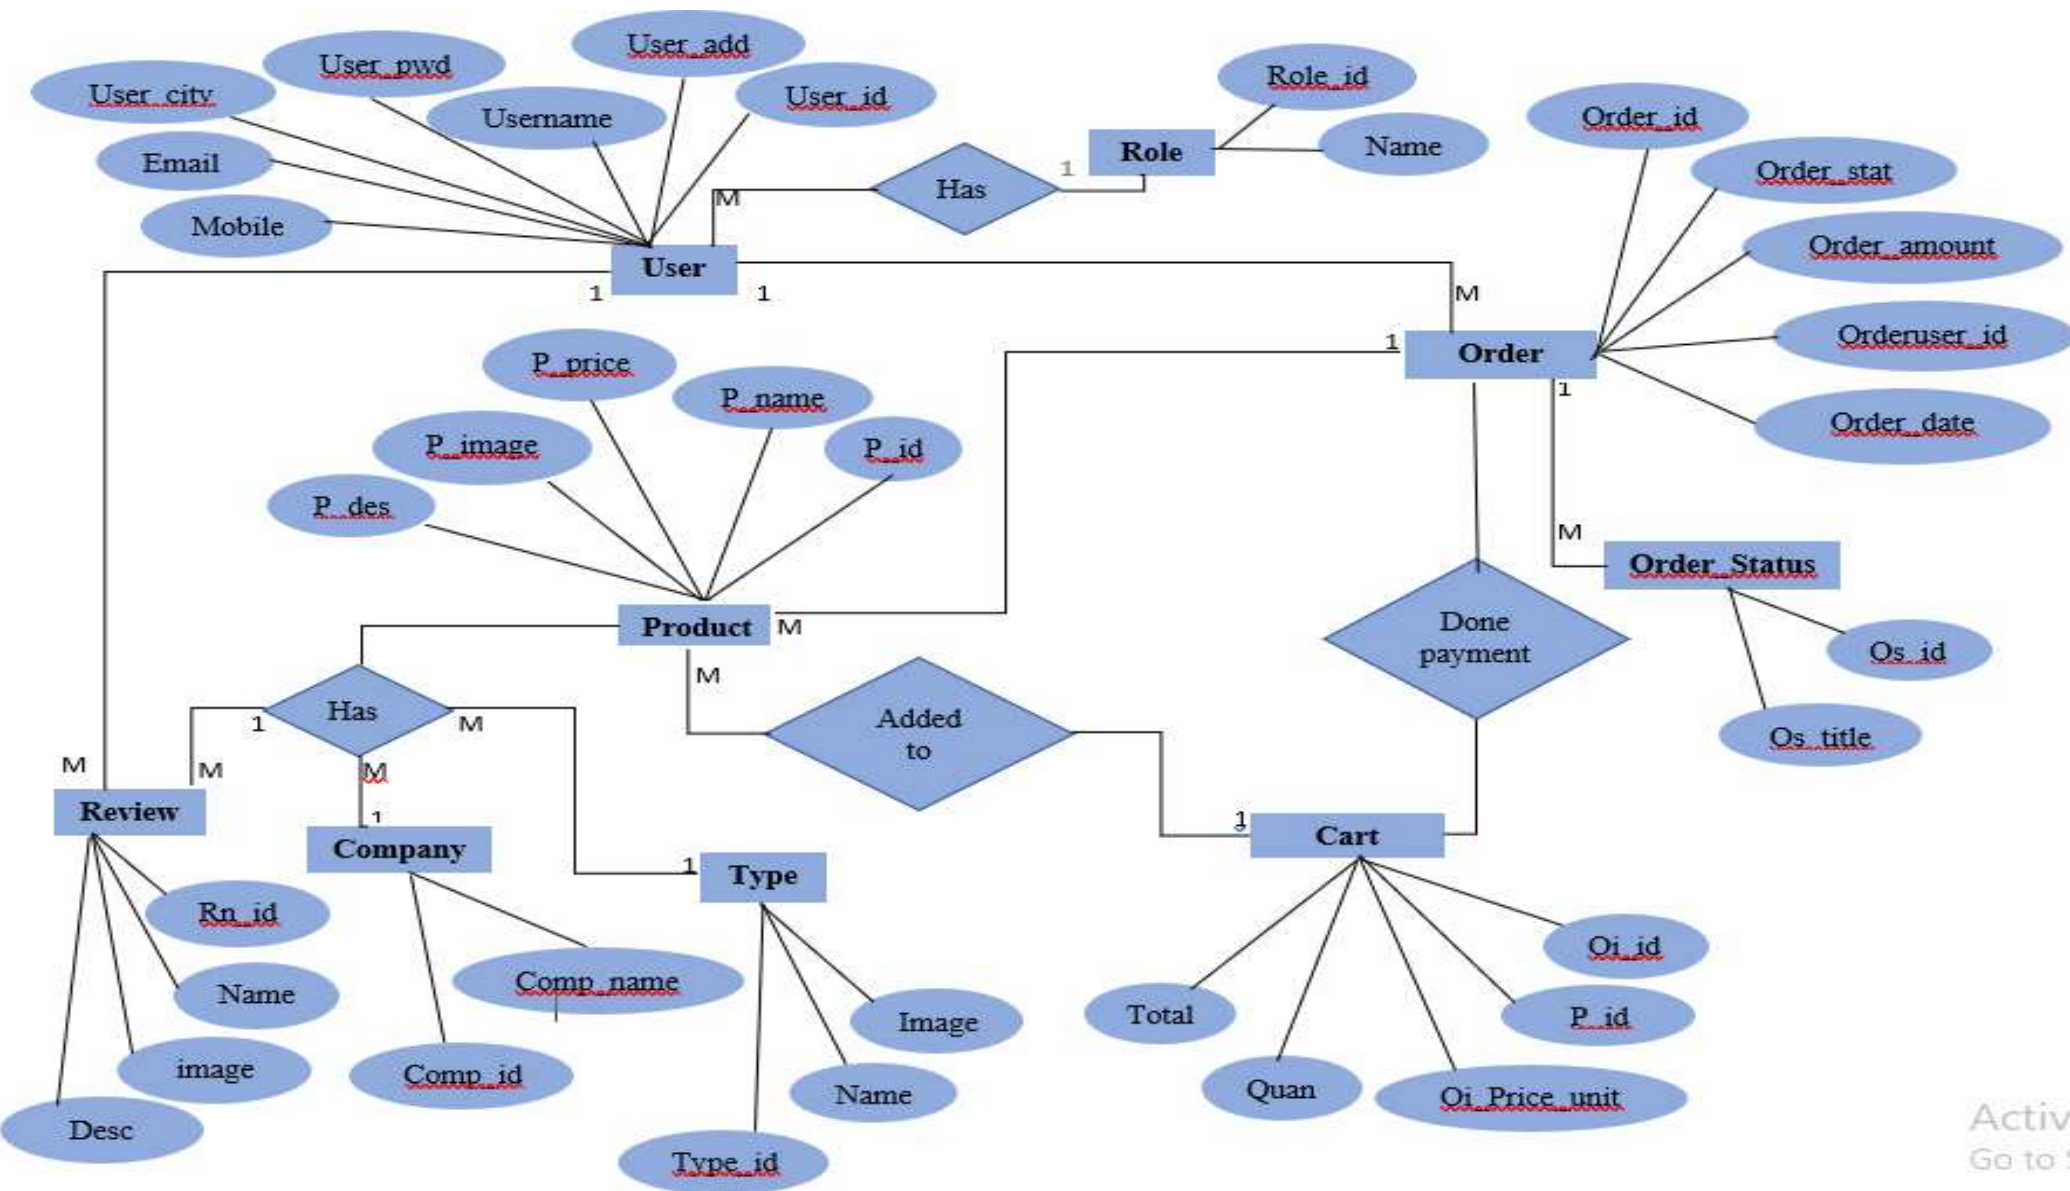 User_add
User_pwd
User_city
Username
User_id
Email
Mobile
Role_id
Role
Name
Has
1
M
User
1
1
Order_id
Order_stat
Order_amount
Orderuser_id
Order_date
M
1
Order
1
P_price
P_name
P_image
P_id
P_des
Product
M
M
M
Order_Status
Os_id
Os_title
Done
payment
Added
to
Has
1
M
M
M
M
1
1
1
Review
Company
Type
Cart
Rn_id
Name
image
Desc
Comp_name
Comp_id
Image
Name
Type_id
Total
Quan
Oi_Price_unit
P_id
Oi_id
Activ
Go to S